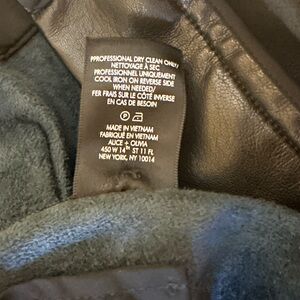 PPROFESSIONAL DRY CLEAN ONLY/
NETTOYAGE À SEC
PROFESSIONNEL UNIQUEMENT
COOL IRON ON REVERSE SIDE
WHEN NEEDED/
FER FRAIS SUR LE CÔTÉ INVERSE
EN CAS DE BESOIN
P
MADE IN VIETNAM
FABRIQUÉ EN VIETNAM
ALICE + OLIVIA
450 W 14TH ST 11 FL
NEW YORK, NY 10014